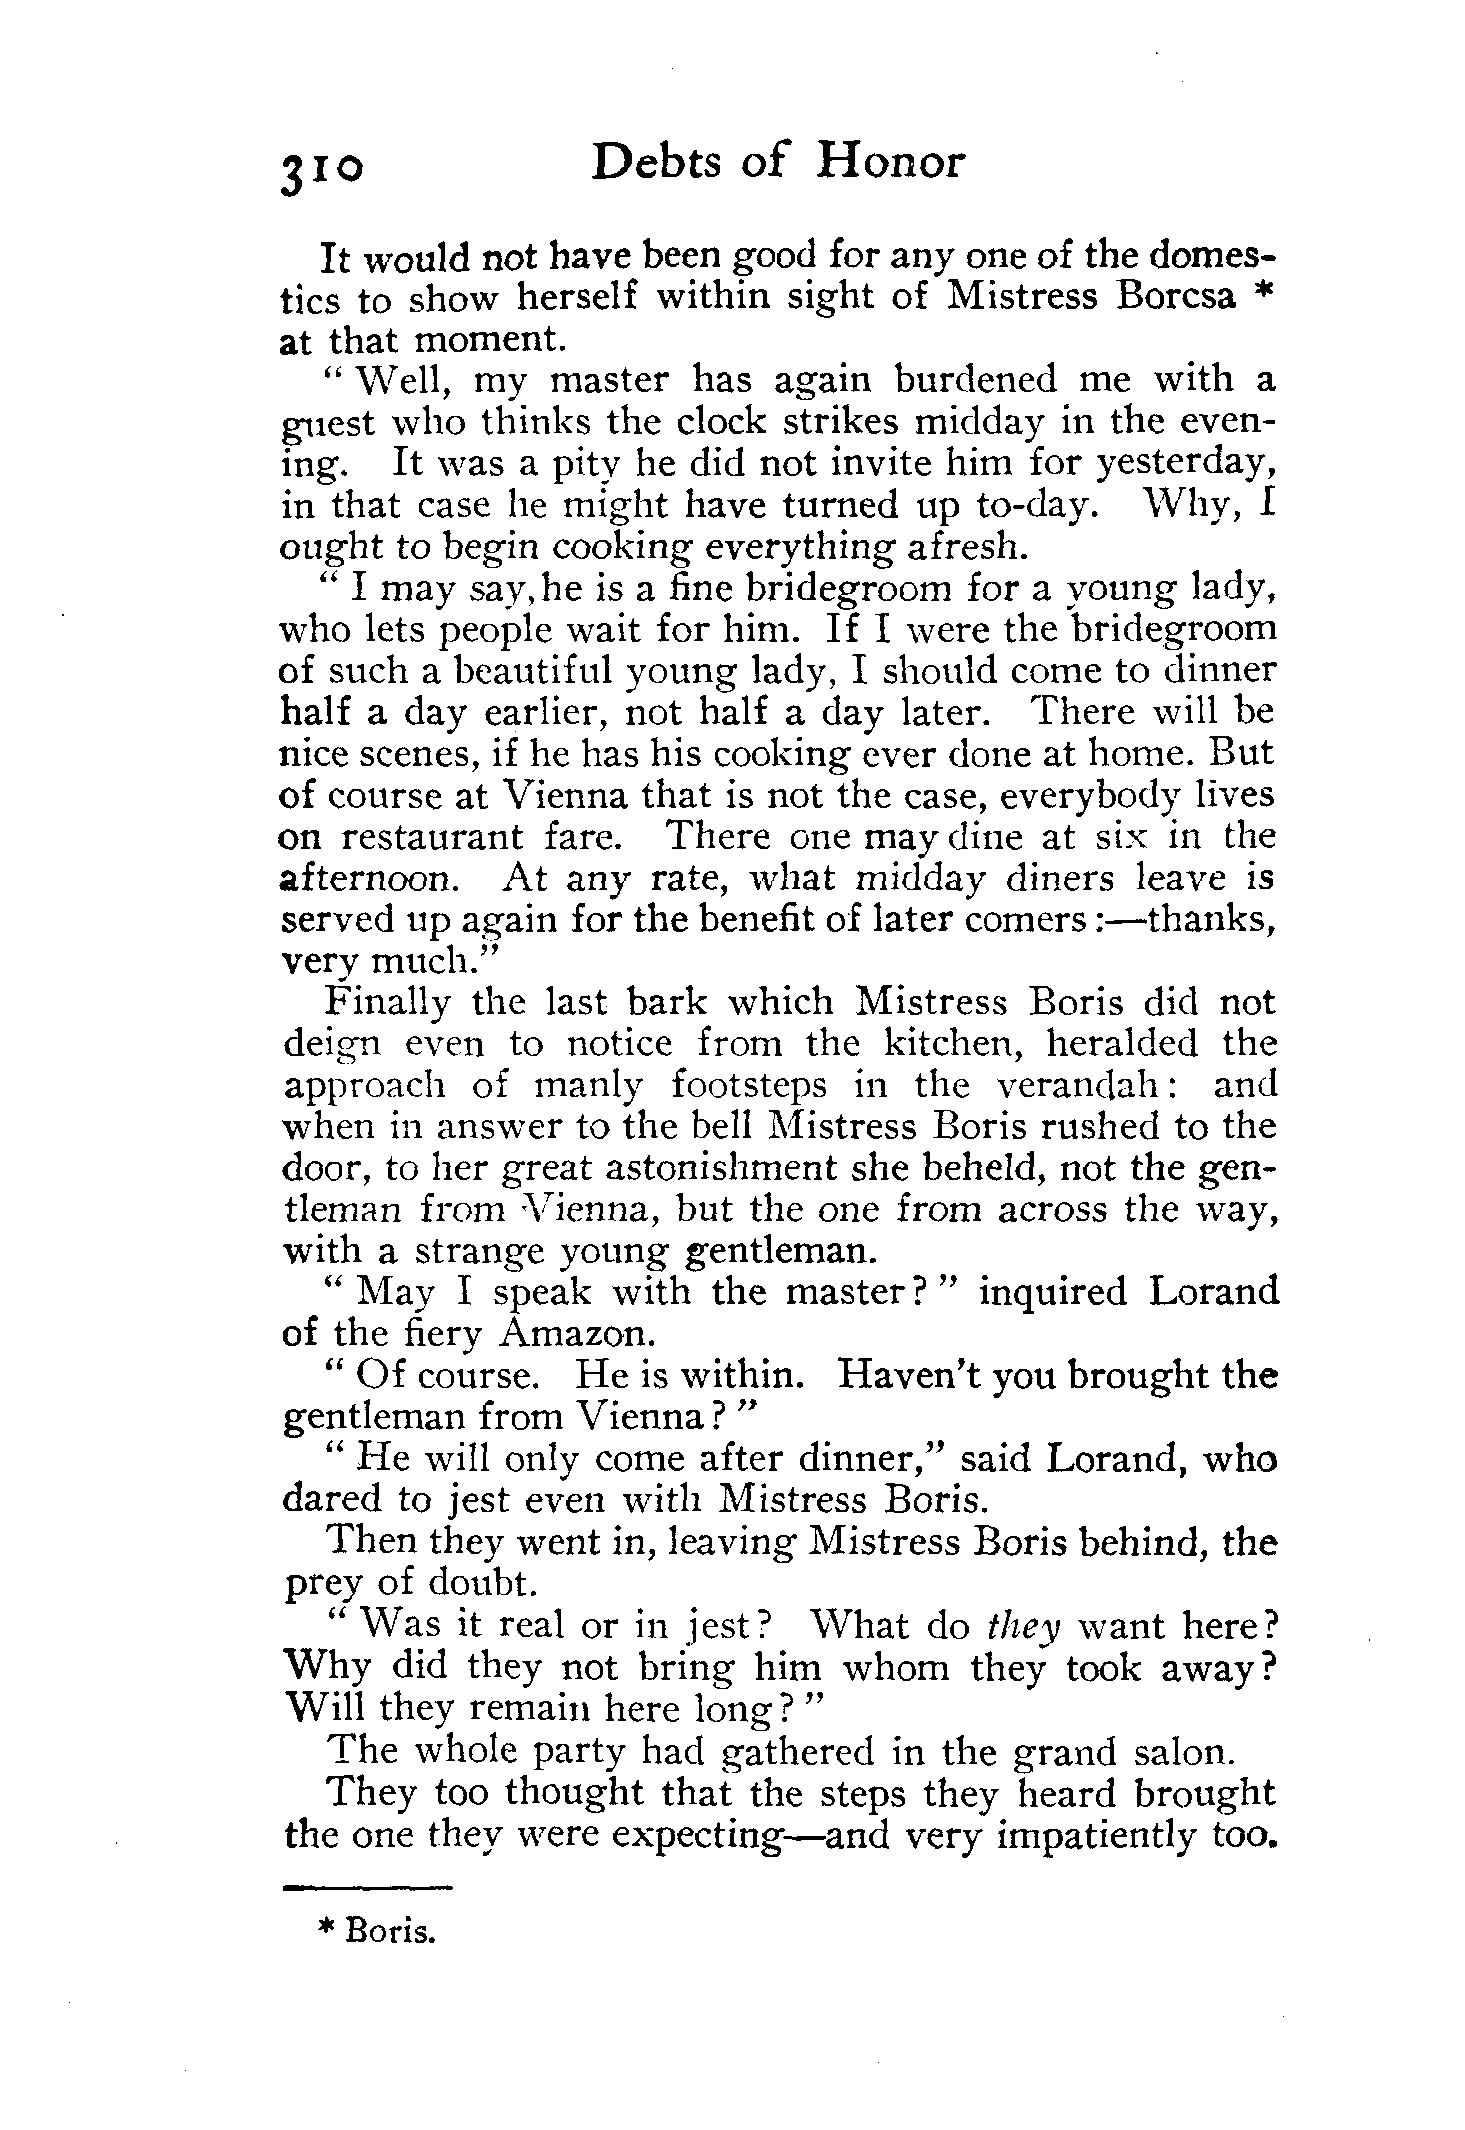 310 Debts of Honor
It would not have been good for any one of the domes-
tics to show herself within sight of Mistress Borcsa *
at that moment.
" Well, my master has again burdened me with a
guest who thinks the clock strikes midday in the even-
ing. It was a pity he did not invite him for yesterday,
in that case he might have turned up to-day. Why, I
ought to begin cooking everything afresh.
" I may say, he is a fine bridegroom for a young lady,
who lets people wait for him. If I were the bridegroom
of such a beautiful young lady, I should come to dinner
half a day earlier, not half a day later. There will be
nice scenes, if he has his cooking ever done at home. But
of course at Vienna that is not the case, everybody lives
on restaurant fare. There one may dine at six in the
afternoon. At any rate, what midday diners leave is
served up again for the benefit of later comers :—thanks,
very much."
Finally the last bark which Mistress Boris did not
deign even to notice from the kitchen, heralded the
approach of manly footsteps in the verandah : and
when in answer to the bell Mistress Boris rushed to the
door, to her great astonishment she beheld, not the gen-
tleman from Vienna, but the one from across the way,
with a strange young gentleman.
" May I speak with the master? " inquired Lorand
of the fiery Amazon.
" Of course. He is within. Haven't you brought the
gentleman from Vienna? "
" He will only come after dinner," said Lorand, who
dared to jest even with Mistress Boris.
Then they went in, leaving Mistress Boris behind, the
prey of doubt.
" Was it real or in jest? What do they want here?
Why did they not bring him whom they took away?
Will they remain here long? "
The whole party had gathered in the grand salon.
They too thought that the steps they heard brought
the one they were expecting—and very impatiently too.
* Boris.